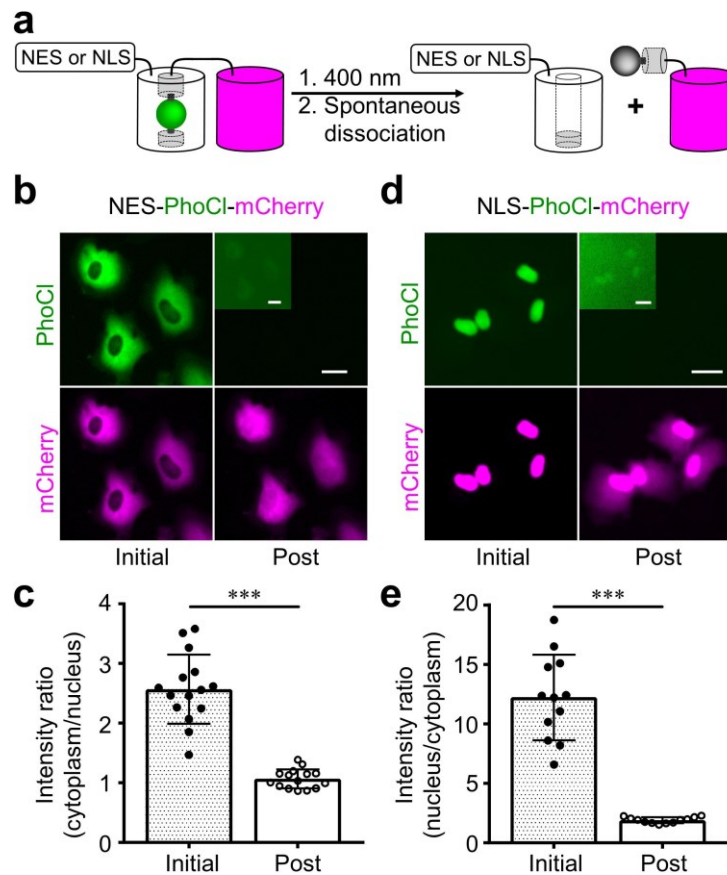 a
NES or NLS
1. 400 nm
2. Spontaneous
dissociation
NES or NLS
+
b
NES-PhoCl-mCherry
PhoCl
mCherry
Initial
Post
d
NLS-PhoCl-mCherry
PhoCl
mCherry
Initial
Post
c
Intensity ratio
(cytoplasm/nucleus)
4
3
2
1
0
***
Initial
Post
e
Intensity ratio
(nucleus/cytoplasm)
20
15
10
5
0
***
Initial
Post